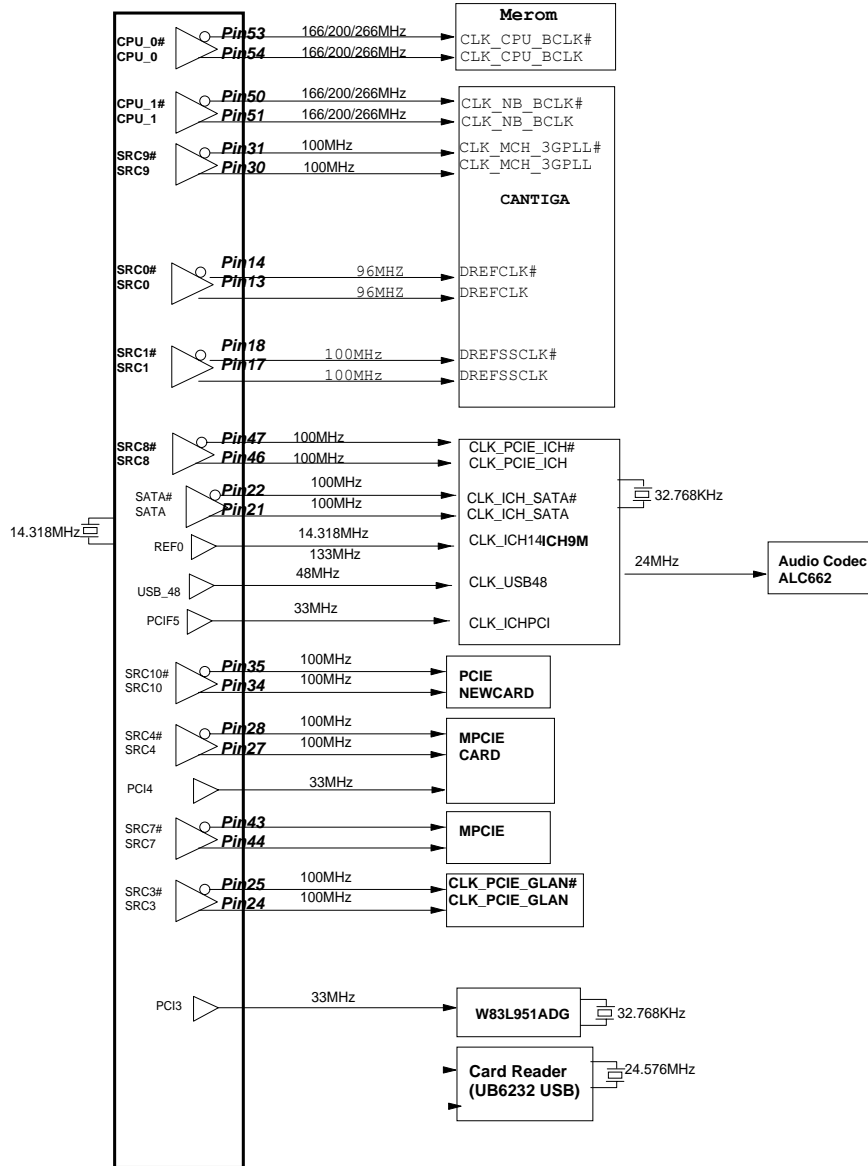 Merom
CPU_0# Pin53 166/200/266MHz CLK_CPU_BCLK#
CPU_0 Pin54 166/200/266MHz CLK_CPU_BCLK
CPU_1# Pin50 166/200/266MHz CLK_NB_BCLK#
CPU_1 Pin51 166/200/266MHz CLK_NB_BCLK
SRC9# Pin31 100MHz CLK_MCH_3GPLL#
SRC9 Pin30 100MHz CLK_MCH_3GPLL
CANTIGA
SRC0# Pin14 96MHZ DREFCLK#
SRC0 Pin13 96MHZ DREFCLK
SRC1# Pin18 100MHz DREFSSCLK#
SRC1 Pin17 100MHz DREFSSCLK
SRC8# Pin47 100MHz CLK_PCIE_ICH#
SRC8 Pin46 100MHz CLK_PCIE_ICH
SATA# Pin22 100MHz CLK_ICH_SATA# 32.768KHz
SATA Pin21 100MHz CLK_ICH_SATA
14.318MHz
REF0 14.318MHz CLK_ICH14 ICH9M
133MHz
24MHz Audio Codec
ALC662
USB_48 48MHz CLK_USB48
PCIF5 33MHz CLK_ICHPCI
SRC10# Pin35 100MHz PCIE
SRC10 Pin34 100MHz NEWCARD
SRC4# Pin28 100MHz MPCIE
SRC4 Pin27 100MHz CARD
PCI4 33MHz
SRC7# Pin43 MPCIE
SRC7 Pin44
SRC3# Pin25 100MHz CLK_PCIE_GLAN#
SRC3 Pin24 100MHz CLK_PCIE_GLAN
PCI3 33MHz W83L951ADG 32.768KHz
Card Reader 24.576MHz
(UB6232 USB)